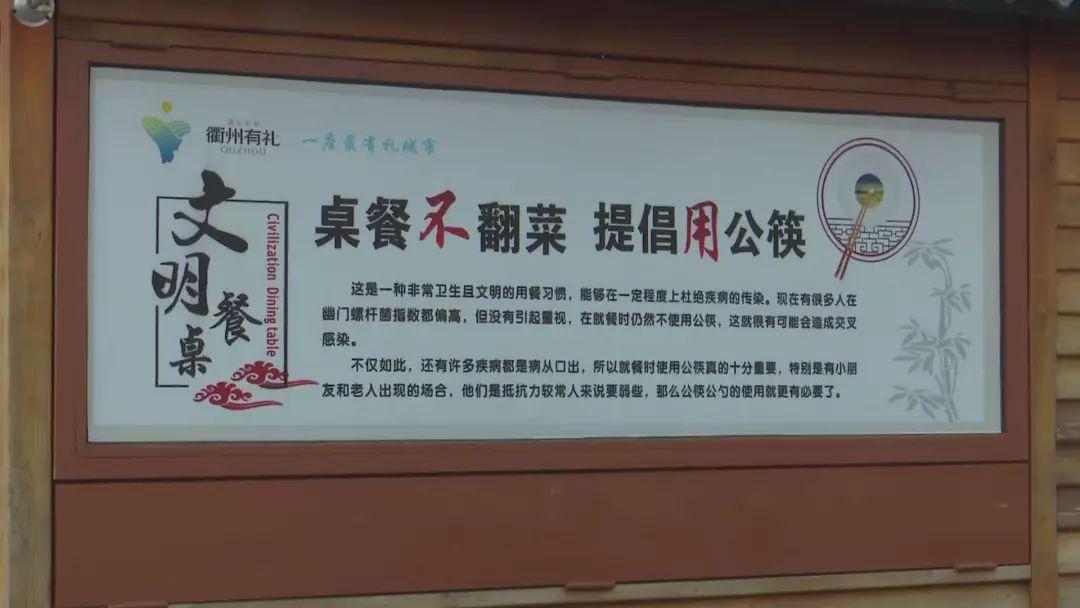 衢州有礼
QUZHOU
一座最有礼城市
文明餐桌
Civilization Dining table
桌餐不翻菜 提倡用公筷
这是一种非常卫生且文明的用餐习惯，能够在一定程度上杜绝疾病的传染。现在有很多人在
幽门螺杆菌指数都偏高，但没有引起重视，在就餐时仍然不使用公筷，这就很有可能会造成交叉
感染。
不仅如此，还有许多疾病都是病从口出，所以就餐时使用公筷真的十分重要，特别是有小朋
友和老人出现的场合，他们是抵抗力较常人来说要弱些，那么公筷公勺的使用就更有必要了。